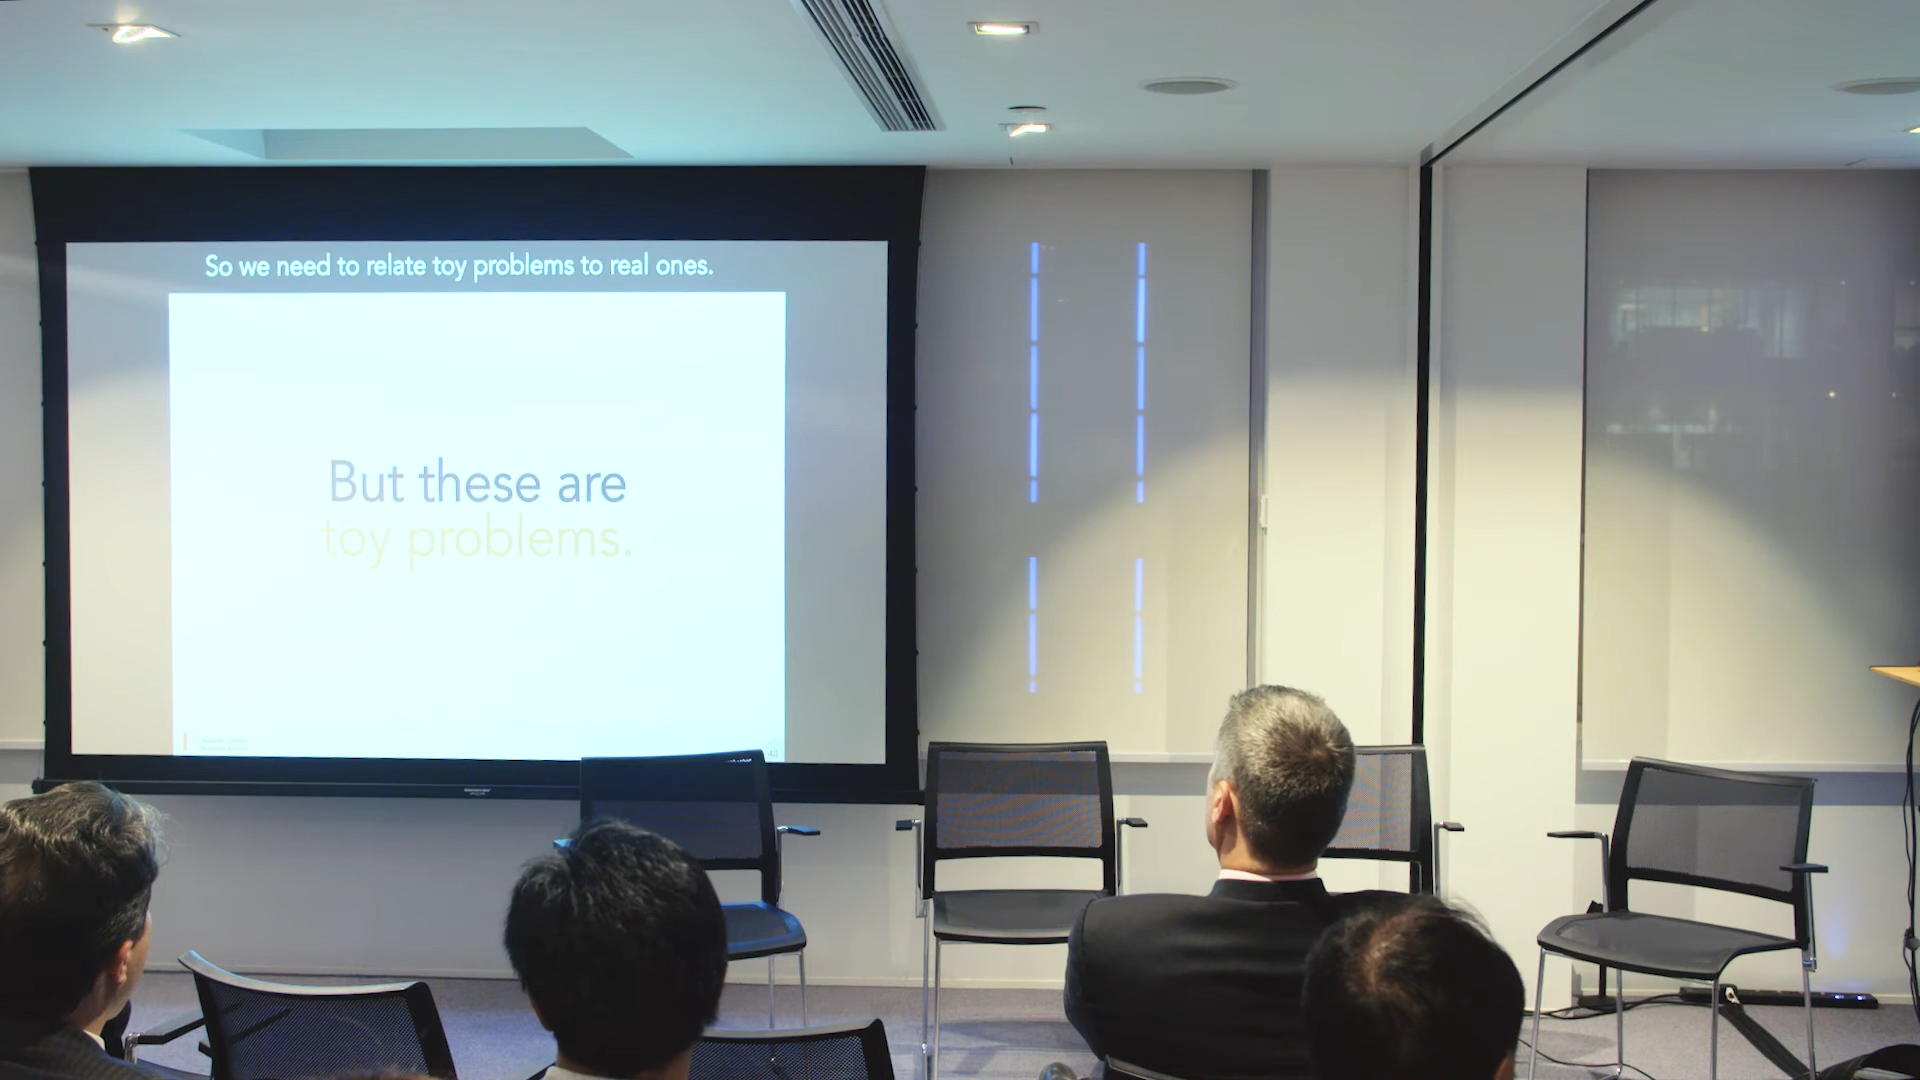 So we need to relate toy problems to real ones.
But these are
toy problems.